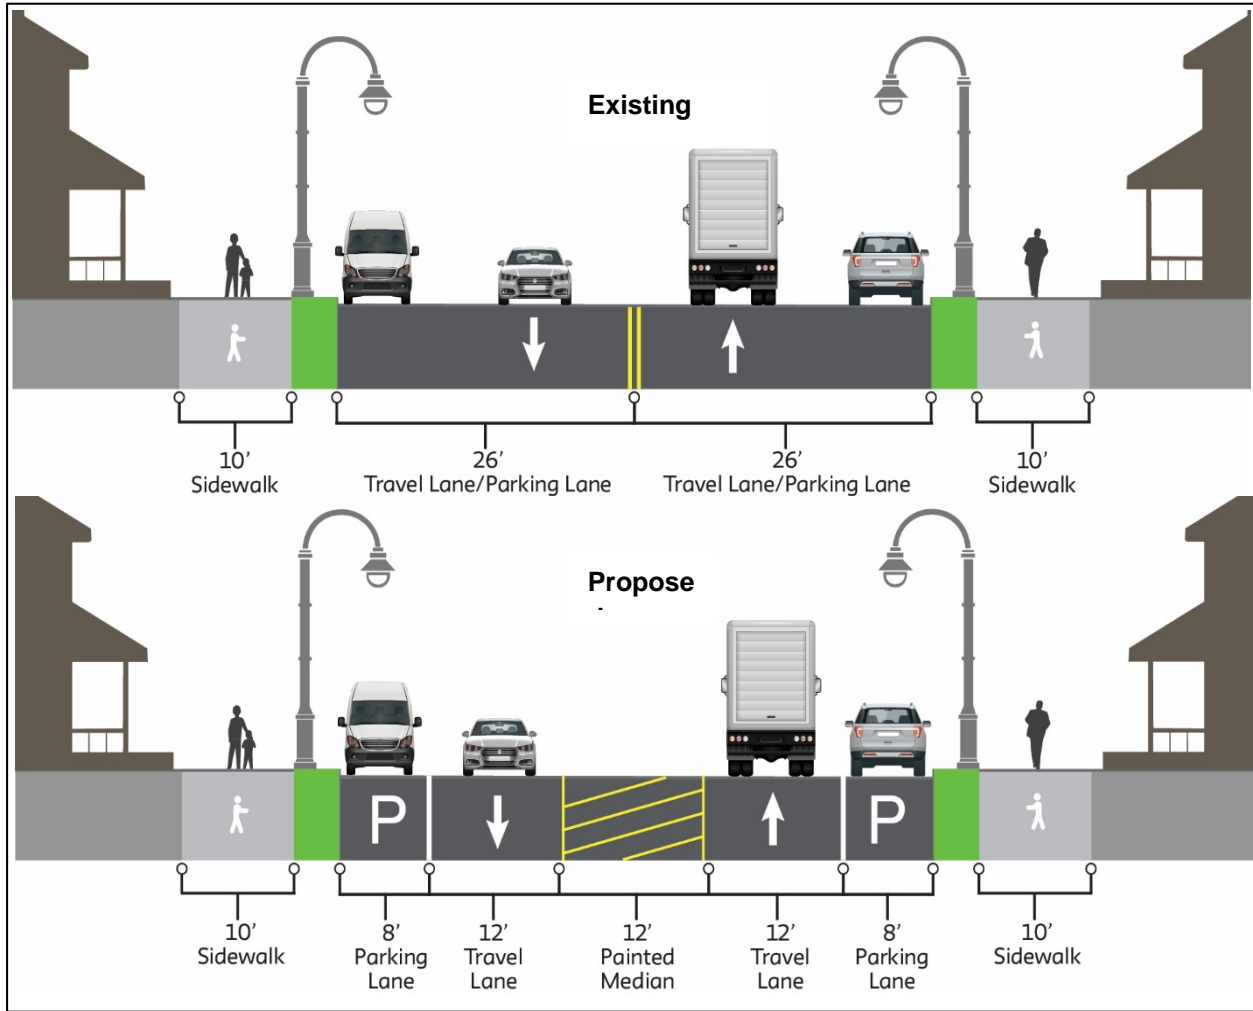 Existing
10’
Sidewalk
26’
Travel Lane/Parking Lane
26’
Travel Lane/Parking Lane
10’
Sidewalk
Propose
P
P
10’
Sidewalk
8’
Parking
Lane
12’
Travel
Lane
12’
Painted
Median
12’
Travel
Lane
8’
Parking
Lane
10’
Sidewalk